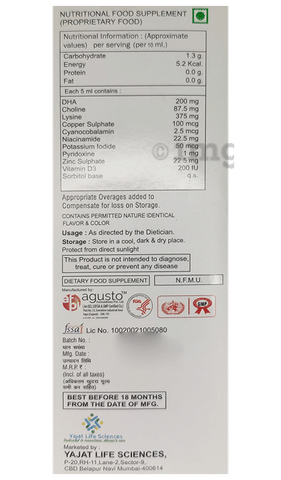 NUTRITIONAL FOOD SUPPLEMENT
(PROPRIETARY FOOD)
Nutritional Information : (Approximate
values) per serving (per 10 ml.)
Carbohydrate 1.3 g
Energy 5.2 Kcal.
Protein 0.0 g.
Fat 0.0 g.
Each 5 ml contains :
DHA 200 mg
Choline 87.5 mg
Lysine 375 mg
Copper Sulphate 100 mcg
Cyanocobalamin 2.5 mcg
Niacinamide 22.5 mg
Potassium Iodide 50 mcg
Pyridoxine 1 mg
Zinc Sulphate 22.5 mg
Vitamin D3 200 IU
Sorbitol base q.s.
Appropriate Overages added to
Compensate for loss on Storage.
CONTAINS PERMITTED NATURE IDENTICAL
FLAVOR & COLOR
Usage : As directed by the Dietician.
Storage : Store in a cool, dark & dry place.
Protect from direct sunlight
This Product is not intended to diagnose,
treat, cure or prevent any disease
DIETARY FOOD SUPPLEMENT N.F.M.U.
Manufactured by:
agusto™
GMP
fssai Lic No. 10020021005080
Batch No. :
Mfg. Date :
M.R.P ₹ :
(incl. of all taxes)
BEST BEFORE 18 MONTHS
FROM THE DATE OF MFG.
Yajat Life Sciences
Marketed by :
YAJAT LIFE SCIENCES,
P-20,RH-11,Lane-2,Sector-9,
CBD Belapur Navi Mumbai-400614